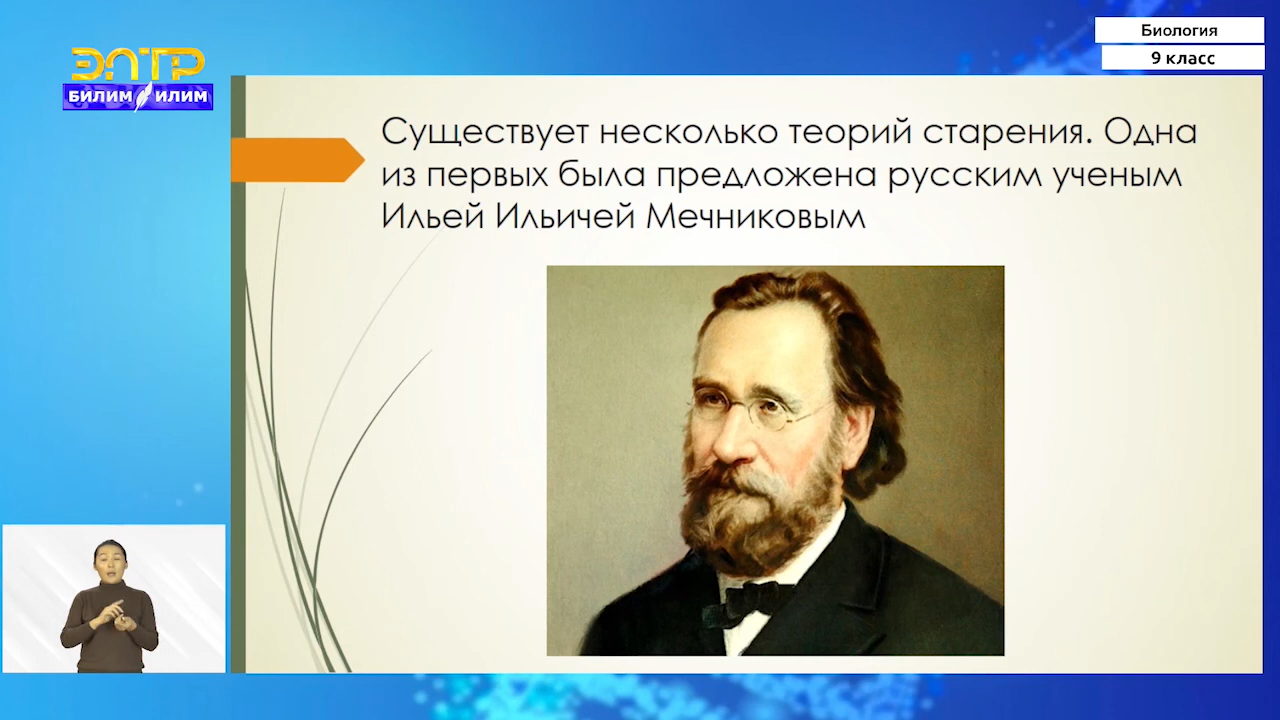 Биология
9 класс
ЭЛТР
БИЛИМ ИЛИМ
Существует несколько теорий старения. Одна
из первых была предложена русским ученым
Ильей Ильичей Мечниковым